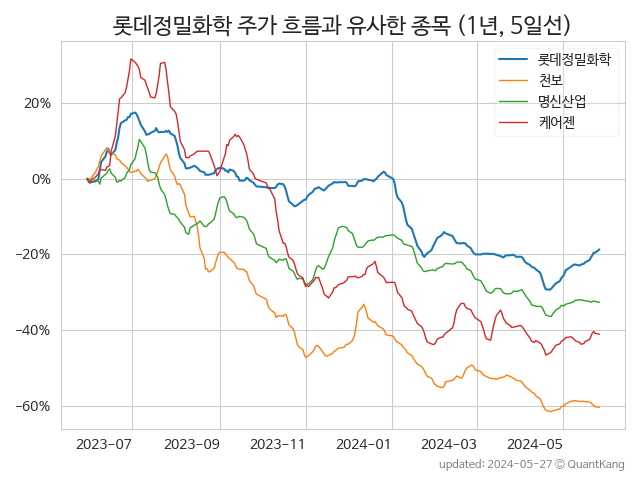 롯데정밀화학 주가 흐름과 유사한 종목 (1년, 5일선)
롯데정밀화학
천보
명신산업
케어젠
20%
0%
−20%
−40%
−60%
2023-07 2023-09 2023-11 2024-01 2024-03 2024-05
updated: 2024-05-27 © QuantKang